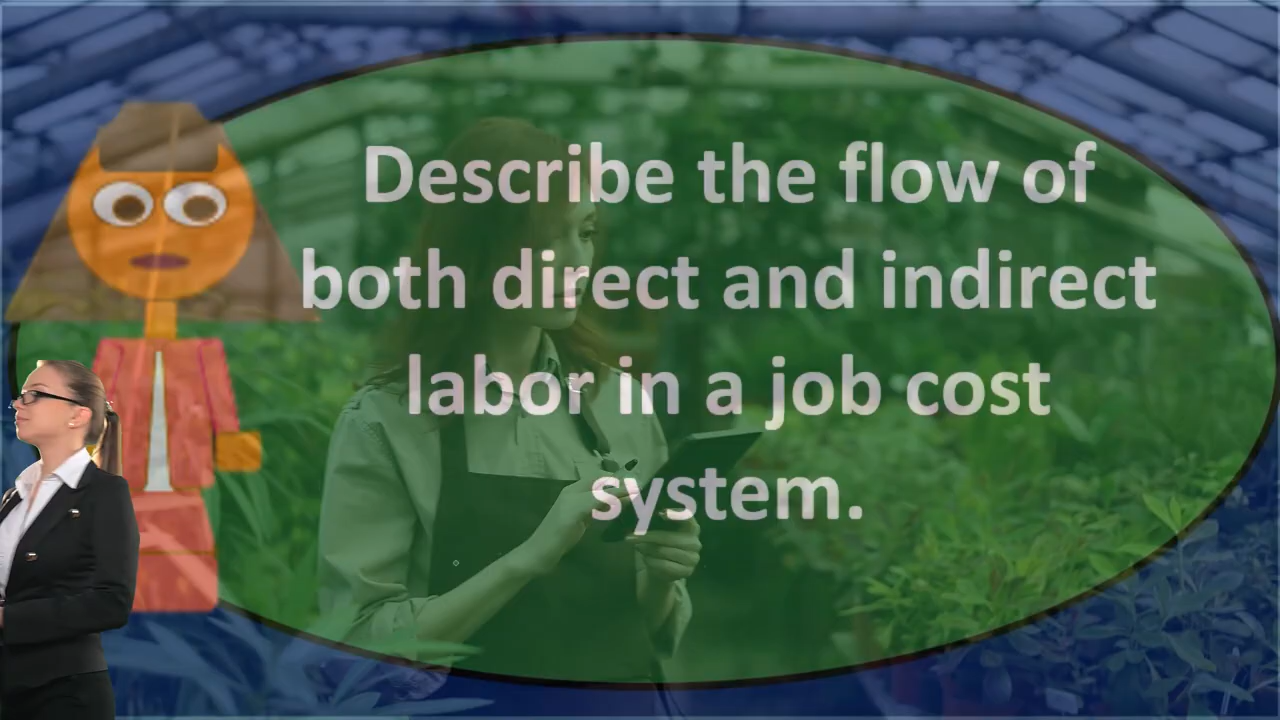 Describe the flow of
both direct and indirect
labor in a job cost
system.